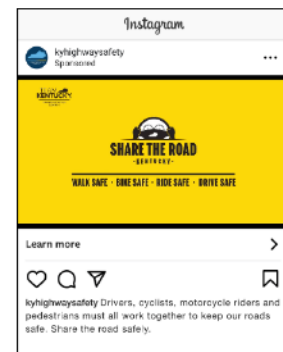 Instagram
kyhighwaysafety
Sponsored
KENTUCKY
SHARE THE ROAD
-KENTUCKY-
WALK SAFE · BIKE SAFE · RIDE SAFE · DRIVE SAFE
Learn more
kyhighwaysafety Drivers, cyclists, motorcycle riders and
pedestrians must all work together to keep our roads
safe. Share the road safely.